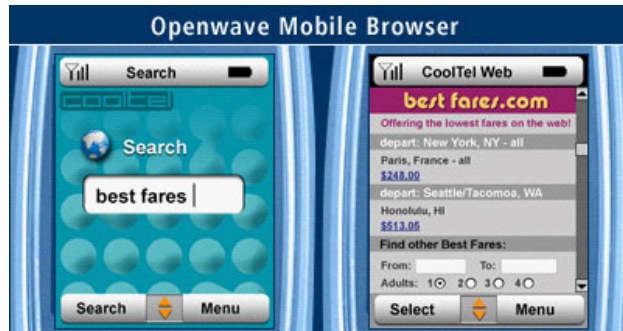 Openwave Mobile Browser
Search
cooltel
Search
best fares
Search Menu
CoolTel Web
best fares.com
Offering the lowest fares on the web!
depart: New York, NY - all
Paris, France - all
$248.00
depart: Seattle/Tacomoa, WA
Honolulu, HI
$513.05
Find other Best Fares:
From: To:
Adults: 1 2 3 4
Select Menu